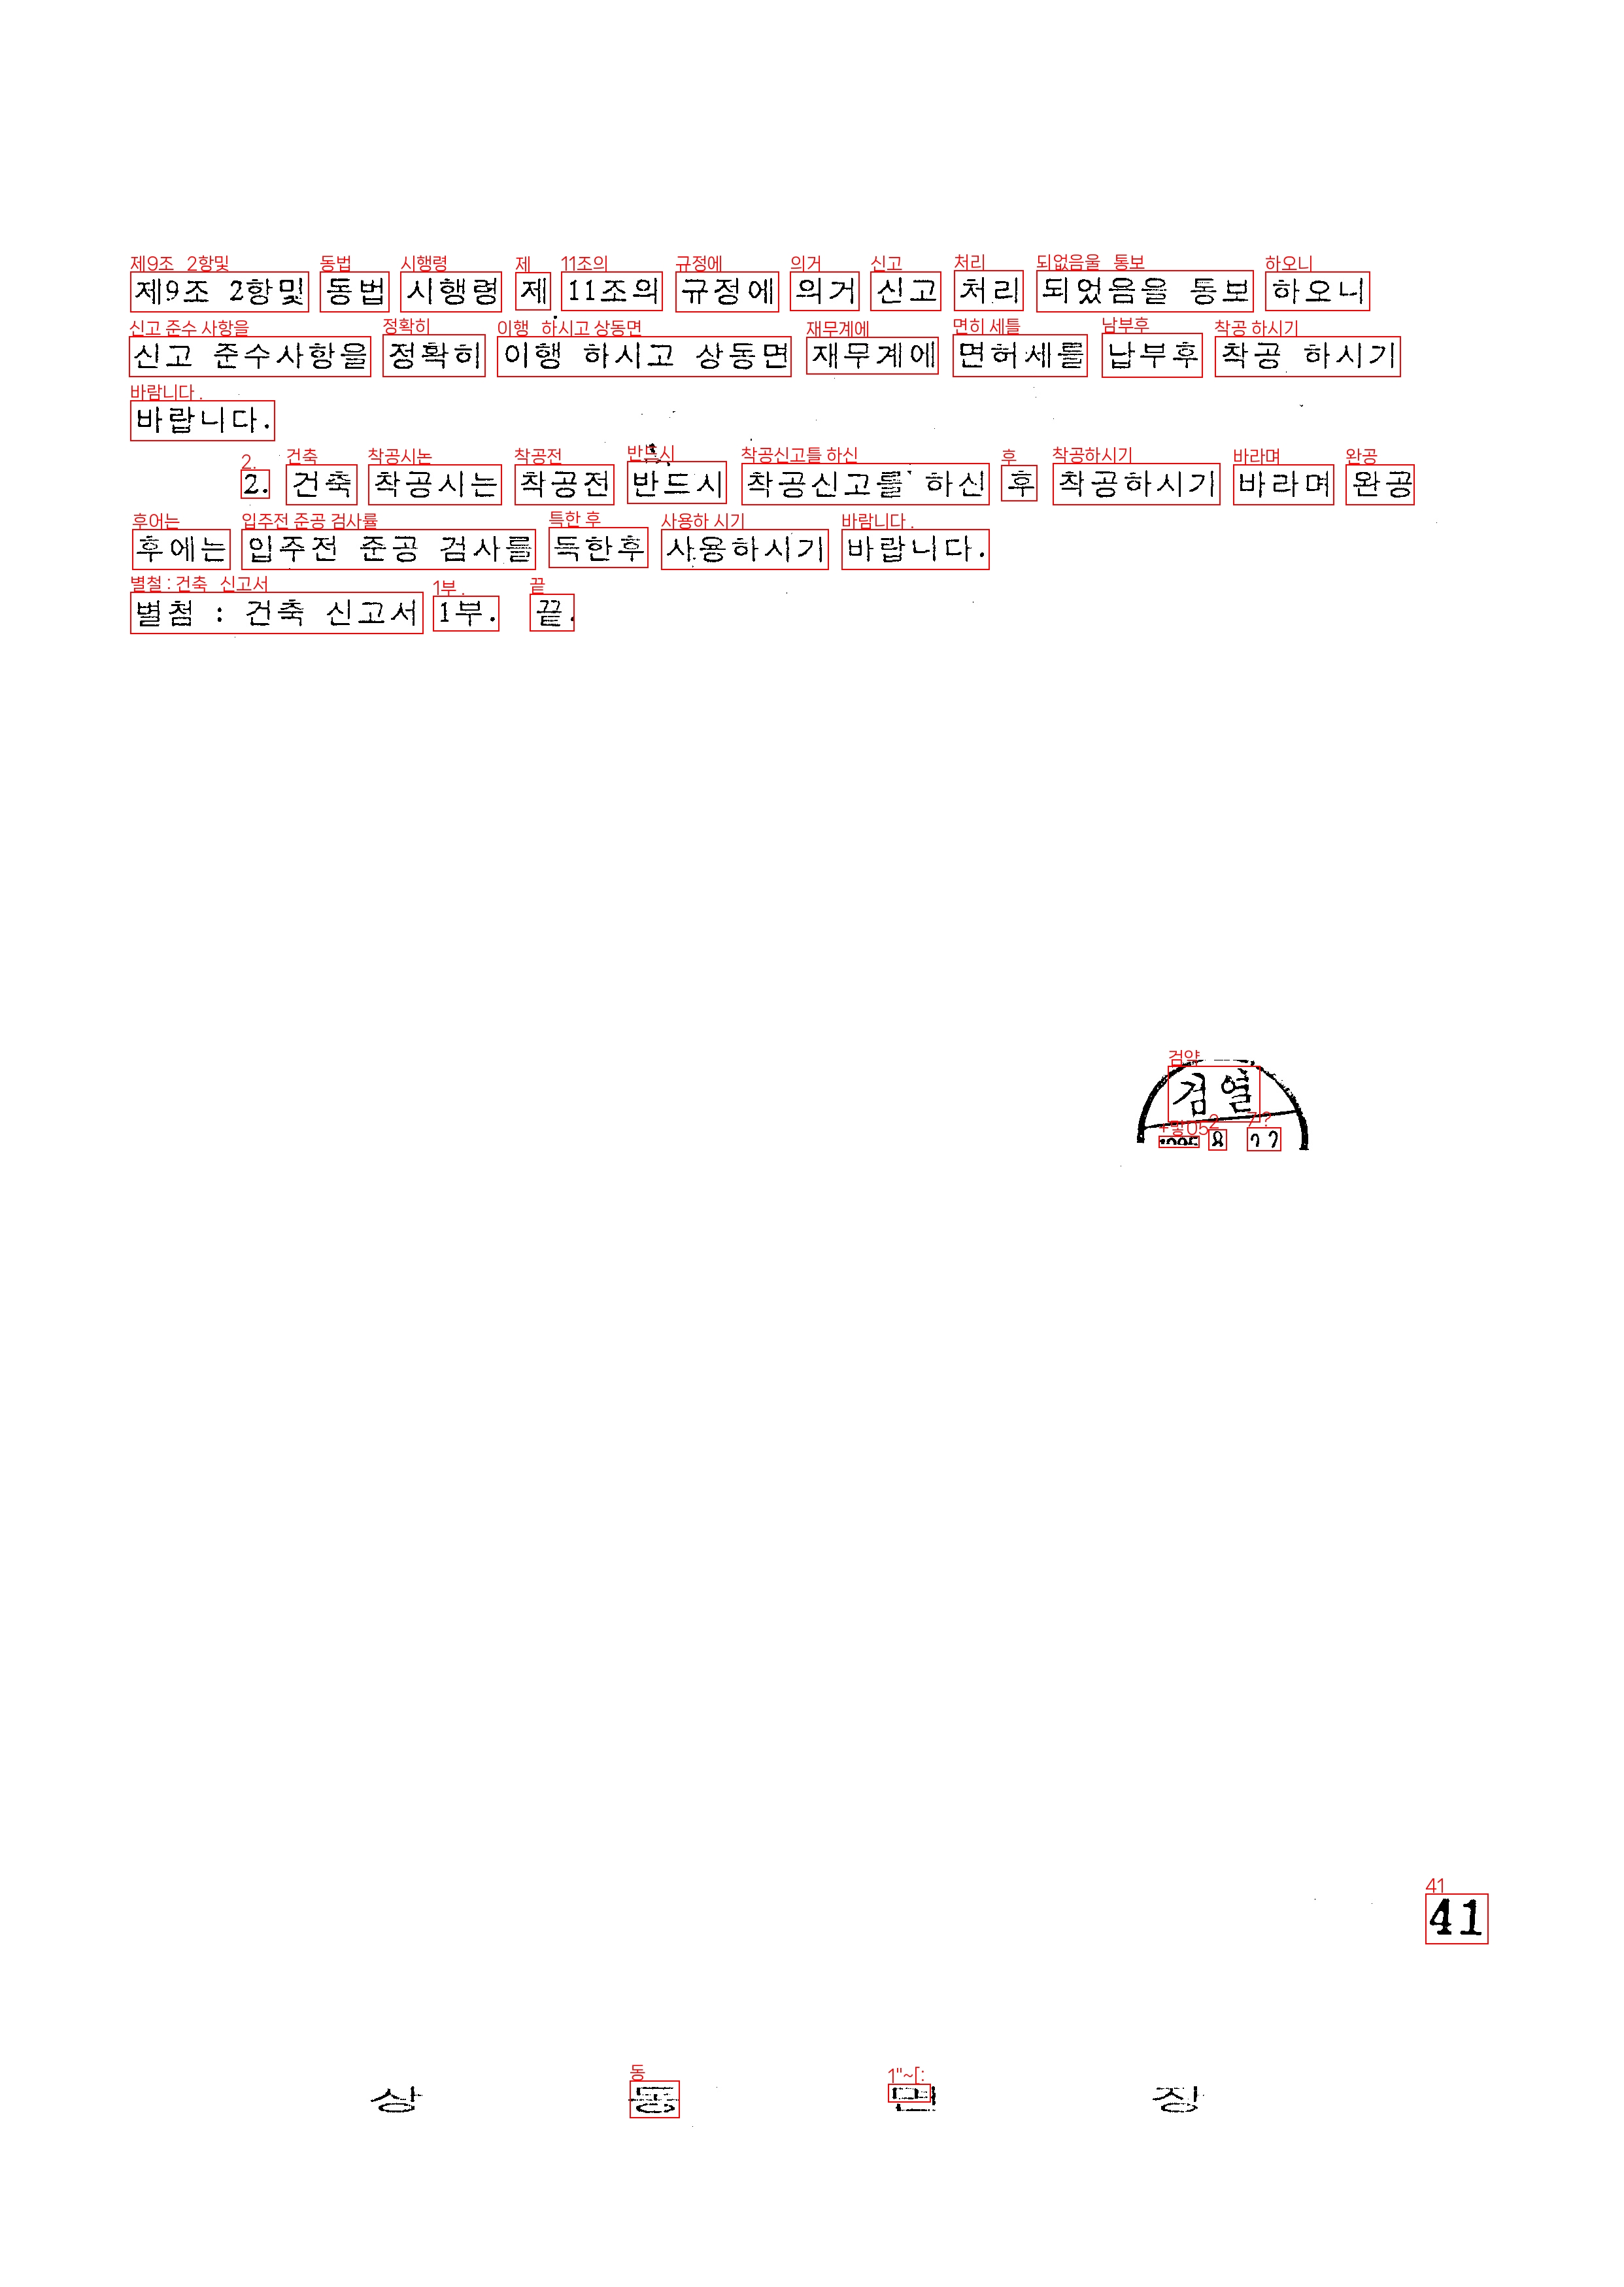 제9조 2항및 동법 시행령 제 11조의 규정에 의거 신고 처리 되었음을 통보 하오니
신고 준수사항을 정확히 이행 하시고 상동면 재무계에 면허세를 납부후 착공 하시기
바랍니다.
2. 건축 착공시는 착공전 반드시 착공신고를 하신 후 착공하시기 바라며 완공
후에는 입주전 준공 검사를 득한후 사용하시기 바랍니다.
별첨 : 건축 신고서 1부. 끝.
검열
41
상 동 면 장